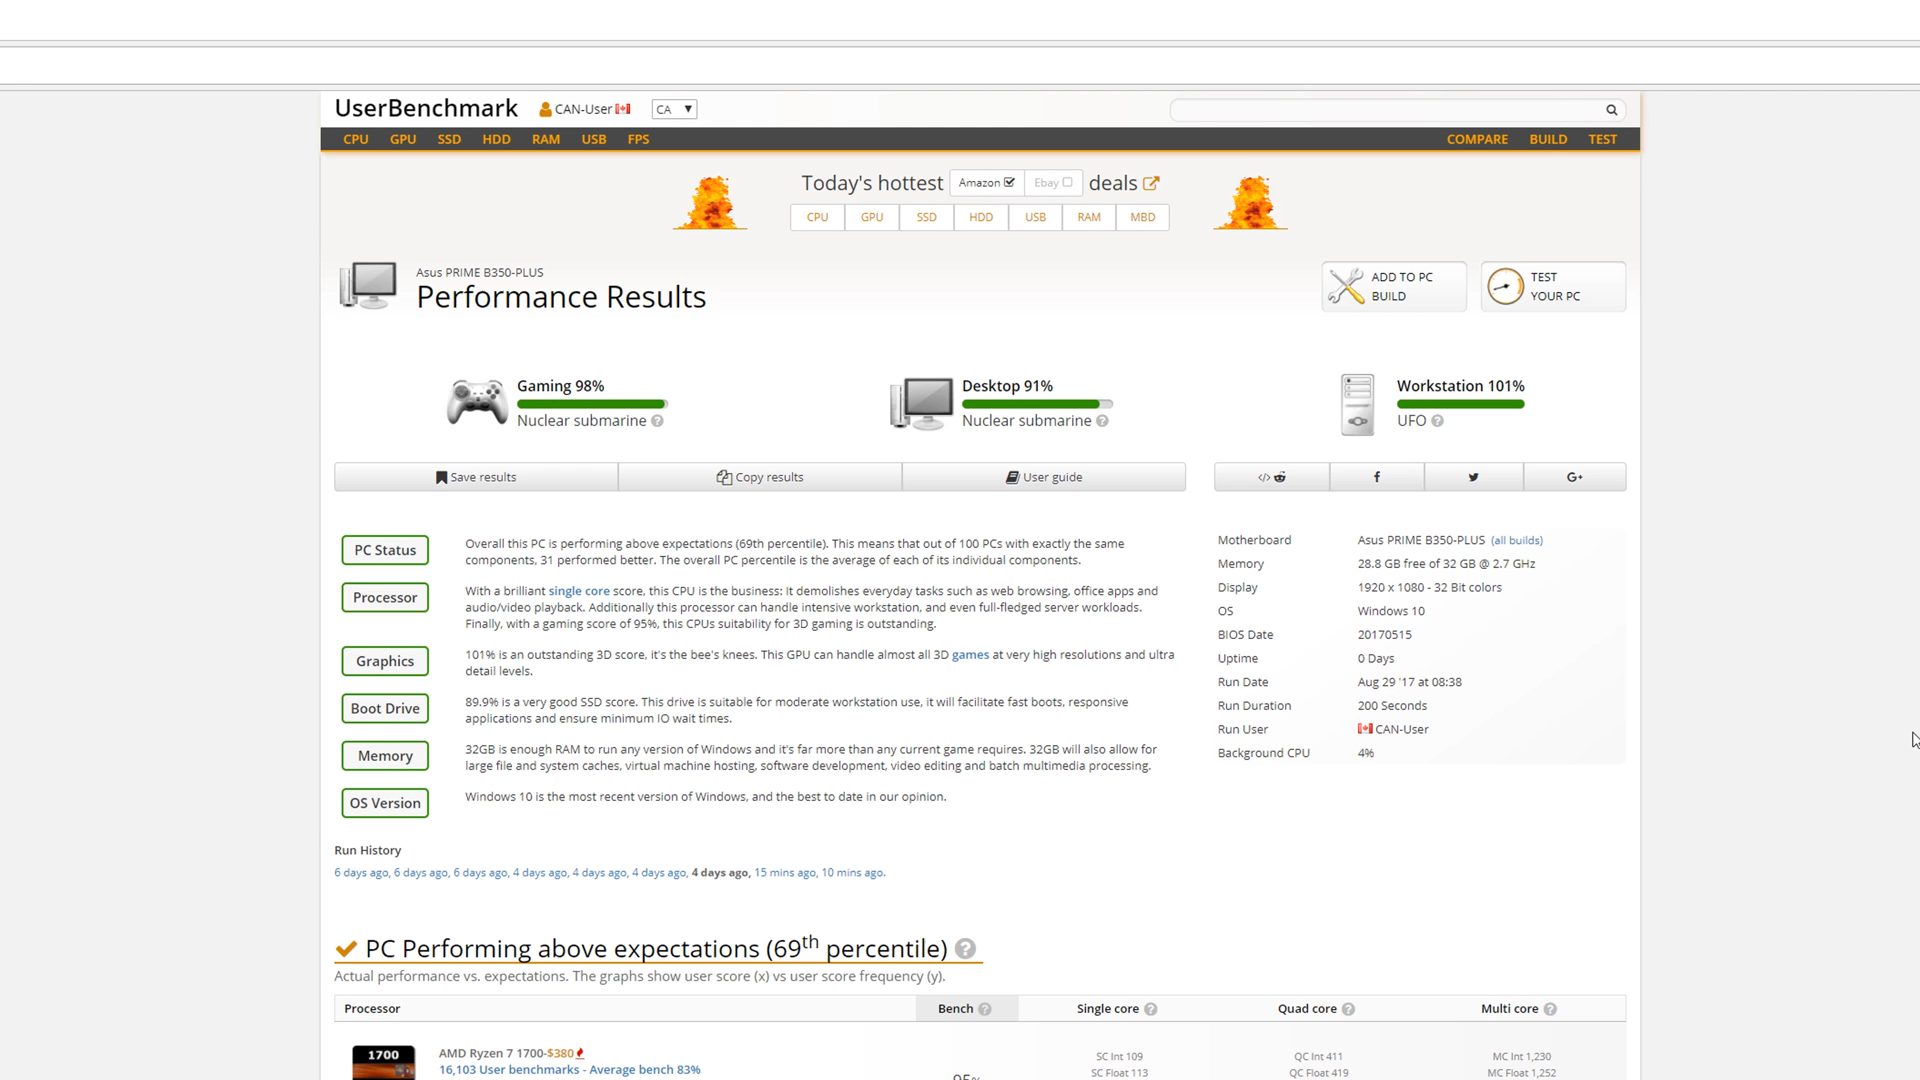 UserBenchmark CAN-User CA
CPU GPU SSD HDD RAM USB FPS COMPARE BUILD TEST
Today's hottest Amazon Ebay deals
CPU GPU SSD HDD USB RAM MBD
Asus PRIME B350-PLUS
Performance Results
ADD TO PC
BUILD
TEST
YOUR PC
Gaming 98%
Nuclear submarine
Desktop 91%
Nuclear submarine
Workstation 101%
UFO
Save results Copy results User guide
PC Status
Overall this PC is performing above expectations (69th percentile). This means that out of 100 PCs with exactly the same
components, 31 performed better. The overall PC percentile is the average of each of its individual components.
Processor
With a brilliant single core score, this CPU is the business: It demolishes everyday tasks such as web browsing, office apps and
audio/video playback. Additionally this processor can handle intensive workstation, and even full-fledged server workloads.
Finally, with a gaming score of 95%, this CPUs suitability for 3D gaming is outstanding.
Graphics
101% is an outstanding 3D score, it's the bee's knees. This GPU can handle almost all 3D games at very high resolutions and ultra
detail levels.
Boot Drive
89.9% is a very good SSD score. This drive is suitable for moderate workstation use, it will facilitate fast boots, responsive
applications and ensure minimum IO wait times.
Memory
32GB is enough RAM to run any version of Windows and it's far more than any current game requires. 32GB will also allow for
large file and system caches, virtual machine hosting, software development, video editing and batch multimedia processing.
OS Version
Windows 10 is the most recent version of Windows, and the best to date in our opinion.
Motherboard Asus PRIME B350-PLUS (all builds)
Memory 28.8 GB free of 32 GB @ 2.7 GHz
Display 1920 x 1080 - 32 Bit colors
OS Windows 10
BIOS Date 20170515
Uptime 0 Days
Run Date Aug 29 '17 at 08:38
Run Duration 200 Seconds
Run User CAN-User
Background CPU 4%
Run History
6 days ago, 6 days ago, 6 days ago, 4 days ago, 4 days ago, 4 days ago, 4 days ago, 15 mins ago, 10 mins ago.
PC Performing above expectations (69th percentile)
Actual performance vs. expectations. The graphs show user score (x) vs user score frequency (y).
Processor Bench Single core Quad core Multi core
1700
AMD Ryzen 7 1700-$380
16,103 User benchmarks - Average bench 83%
SC Int 109
SC Float 113
QC Int 411
QC Float 419
MC Int 1,230
MC Float 1,252